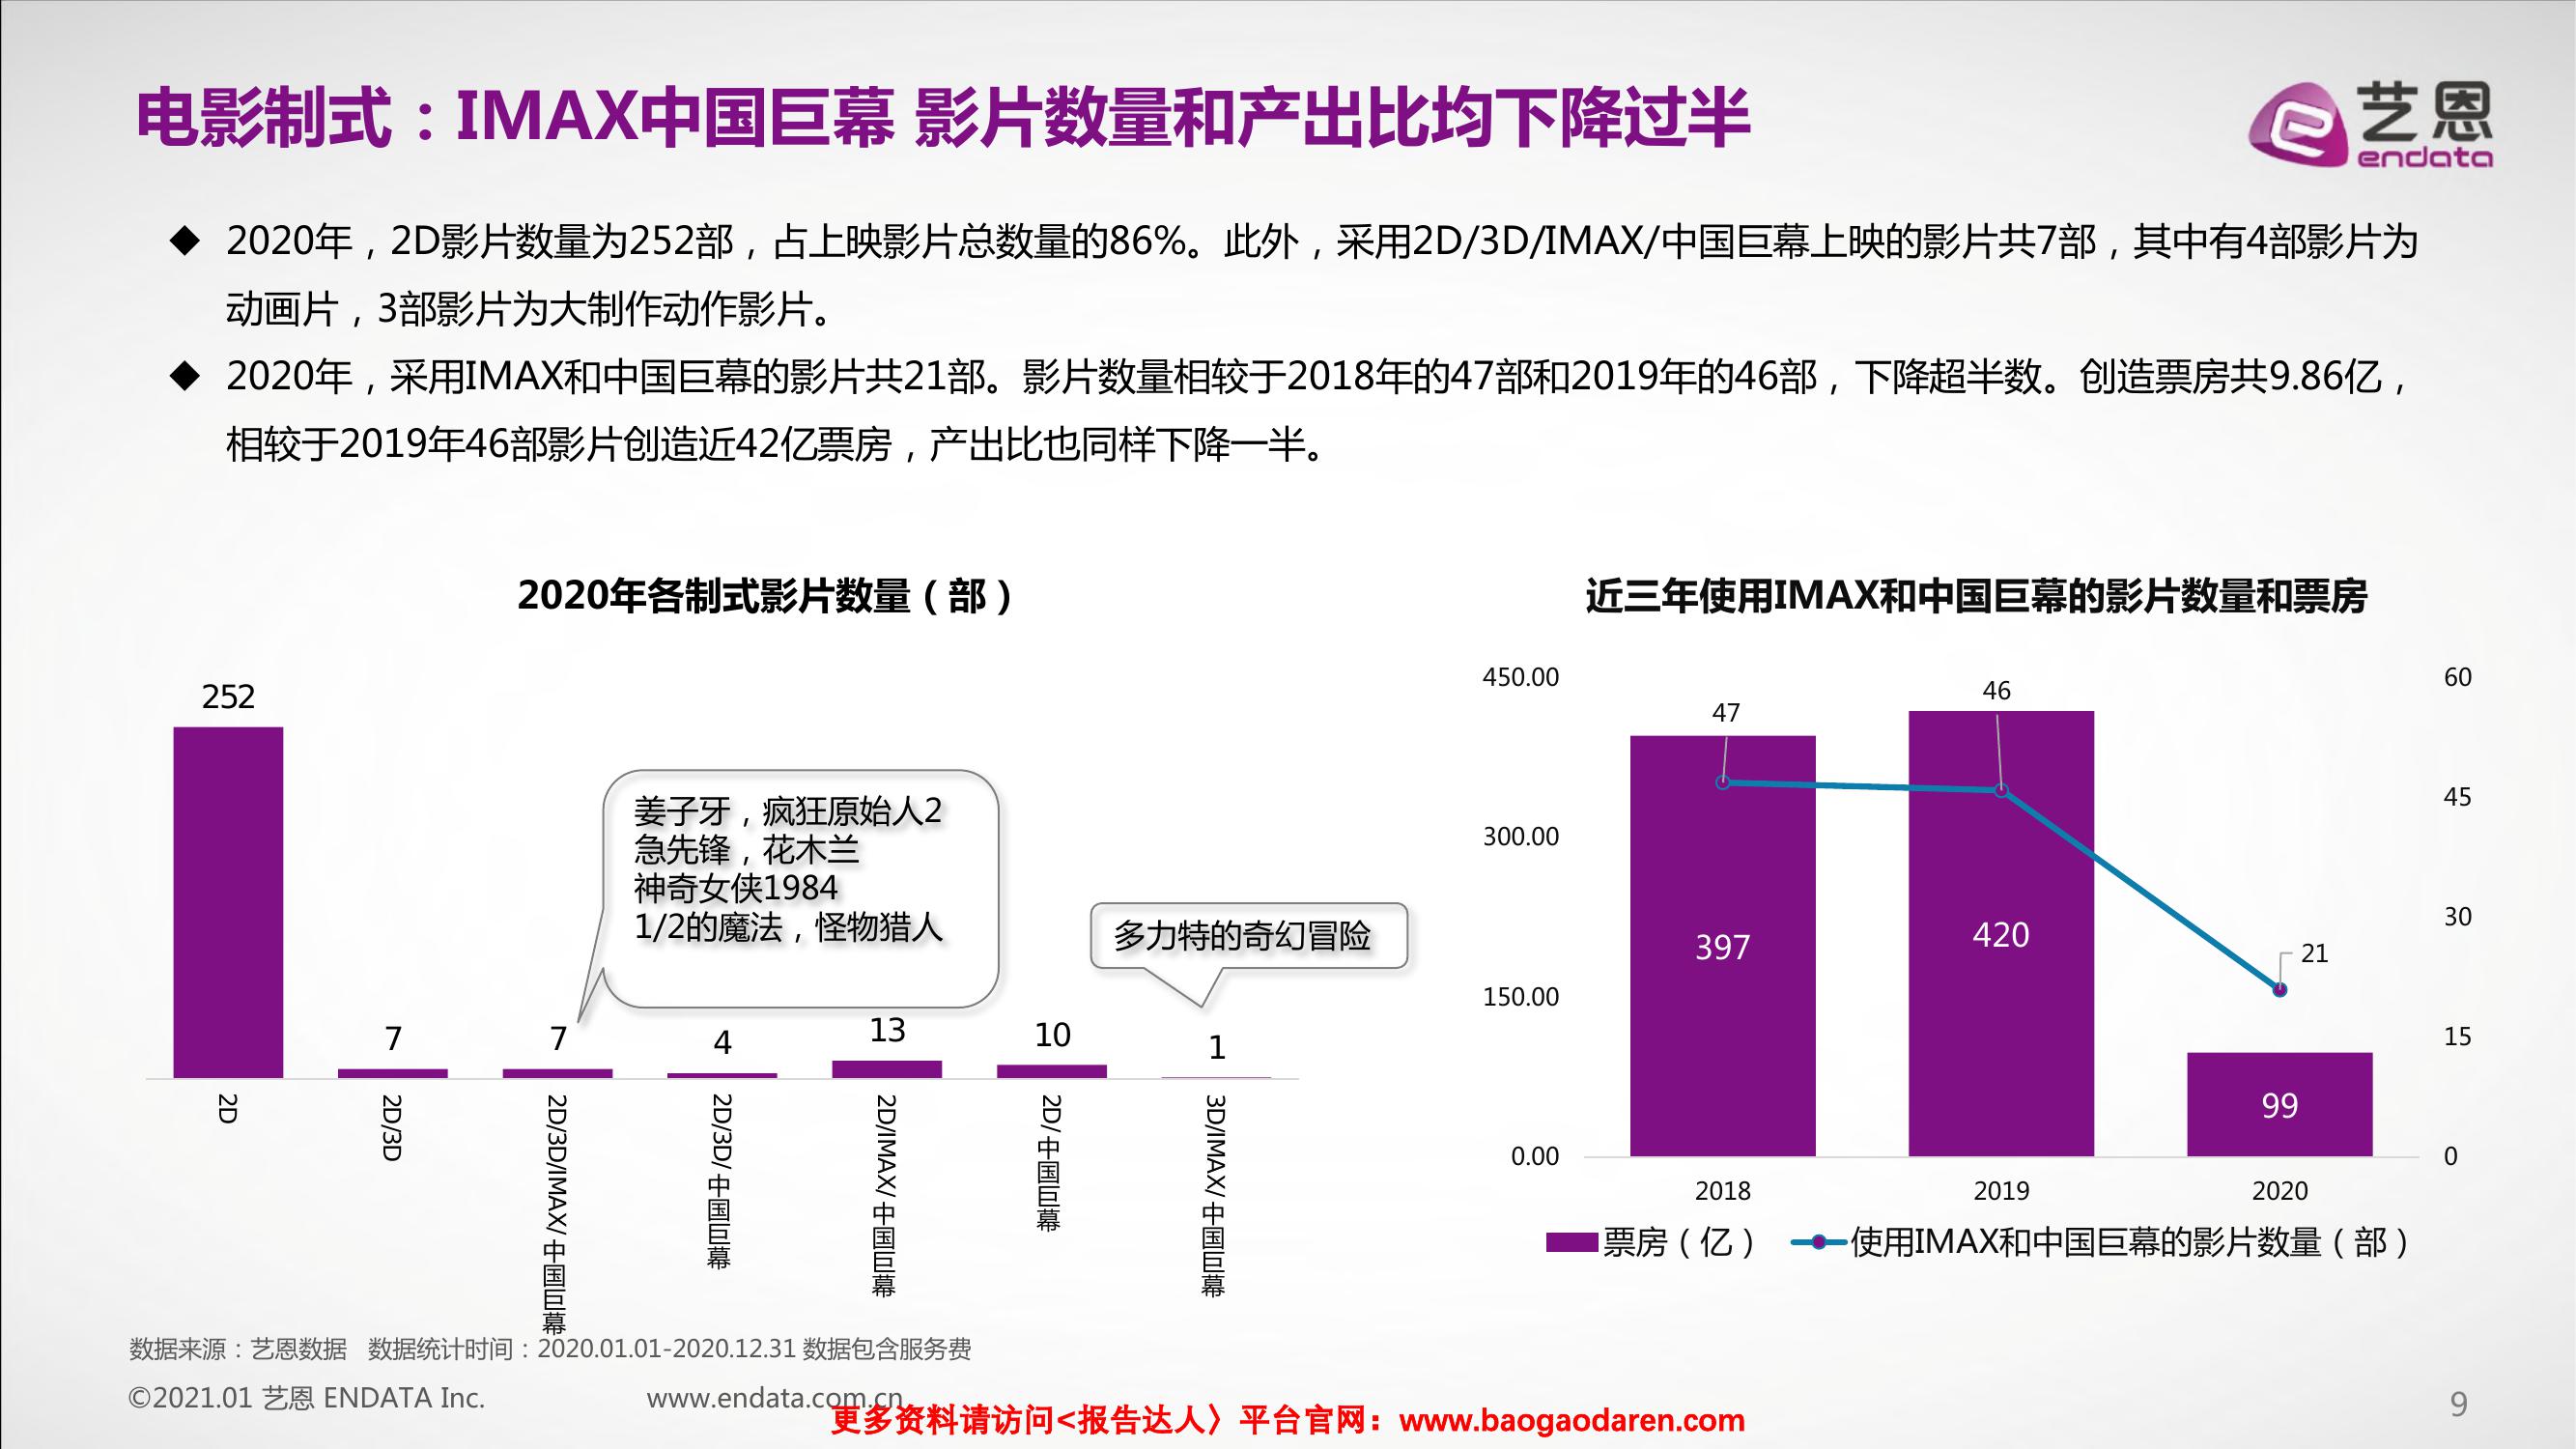 电影制式：IMAX中国巨幕 影片数量和产出比均下降过半
艺恩
endata
◆ 2020年，2D影片数量为252部，占上映影片总数量的86%。此外，采用2D/3D/IMAX/中国巨幕上映的影片共7部，其中有4部影片为
动画片，3部影片为大制作动作影片。
◆ 2020年，采用IMAX和中国巨幕的影片共21部。影片数量相较于2018年的47部和2019年的46部，下降超半数。创造票房共9.86亿，
相较于2019年46部影片创造近42亿票房，产出比也同样下降一半。
2020年各制式影片数量（部）
252
7
7
4
13
10
1
姜子牙，疯狂原始人2
急先锋，花木兰
神奇女侠1984
1/2的魔法，怪物猎人
多力特的奇幻冒险
2D
2D/3D
2D/3D/IMAX/中国巨幕
2D/3D/中国巨幕
2D/IMAX/中国巨幕
2D/中国巨幕
3D/IMAX/中国巨幕
近三年使用IMAX和中国巨幕的影片数量和票房
450.00
300.00
150.00
0.00
60
45
30
15
0
47
46
21
397
420
99
2018
2019
2020
票房（亿）
使用IMAX和中国巨幕的影片数量（部）
数据来源：艺恩数据 数据统计时间：2020.01.01-2020.12.31 数据包含服务费
©2021.01 艺恩 ENDATA Inc.
www.endata.com.cn
更多资料请访问<报告达人〉平台官网：www.baogaodaren.com
9